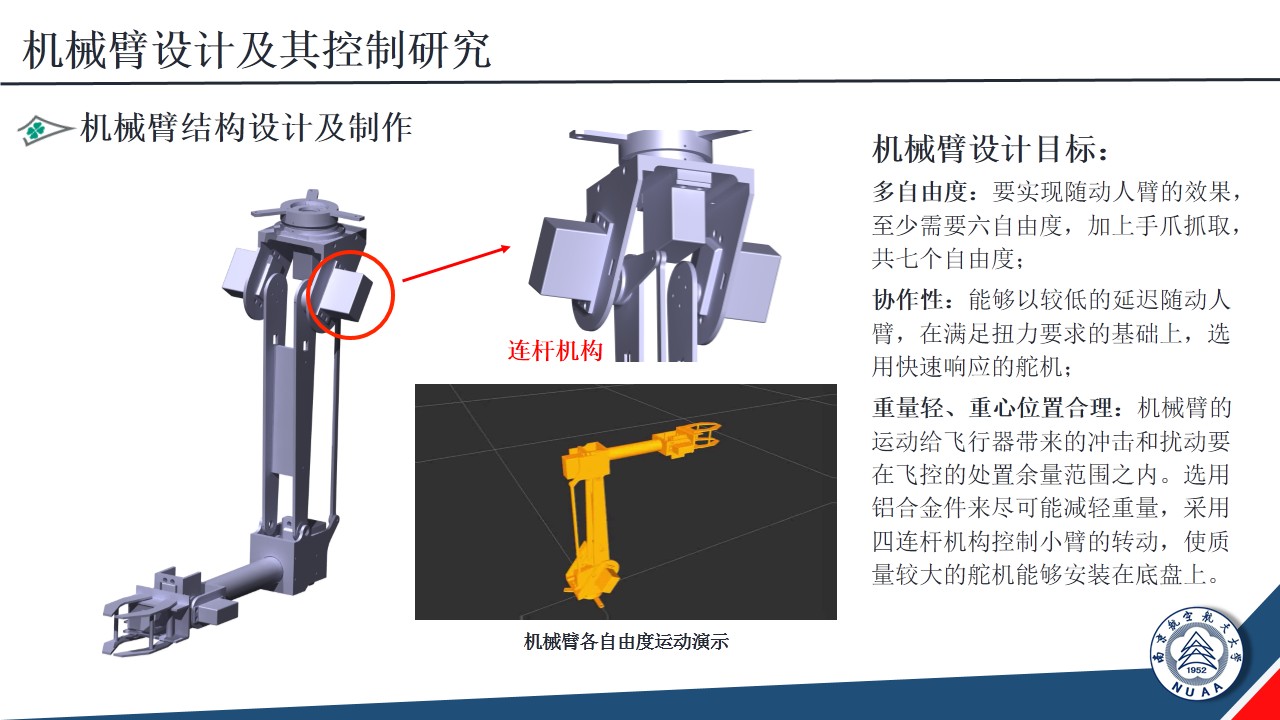 机械臂设计及其控制研究
机械臂结构设计及制作
连杆机构
机械臂各自由度运动演示
机械臂设计目标：
多自由度：要实现随动人臂的效果，
至少需要六自由度，加上手爪抓取，
共七个自由度；
协作性：能够以较低的延迟随动人
臂，在满足扭力要求的基础上，选
用快速响应的舵机；
重量轻、重心位置合理：机械臂的
运动给飞行器带来的冲击和扰动要
在飞控的处置余量范围之内。选用
铝合金件来尽可能减轻重量，采用
四连杆机构控制小臂的转动，使质
量较大的舵机能够安装在底盘上。
南京航空航天大学
1952
NUAA